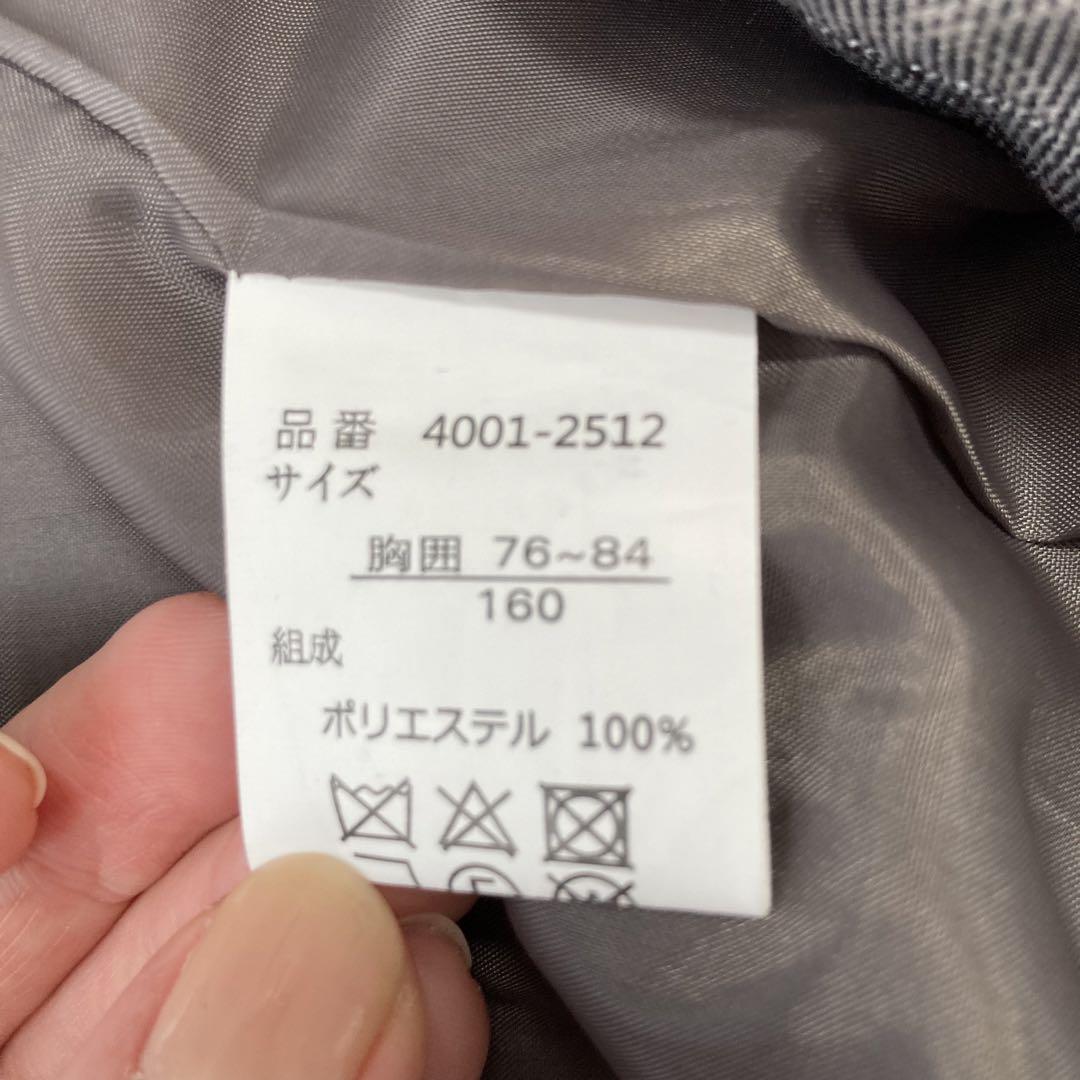 品番 4001-2512
サイズ
胸囲 76~84
160
組成
ポリエステル 100%